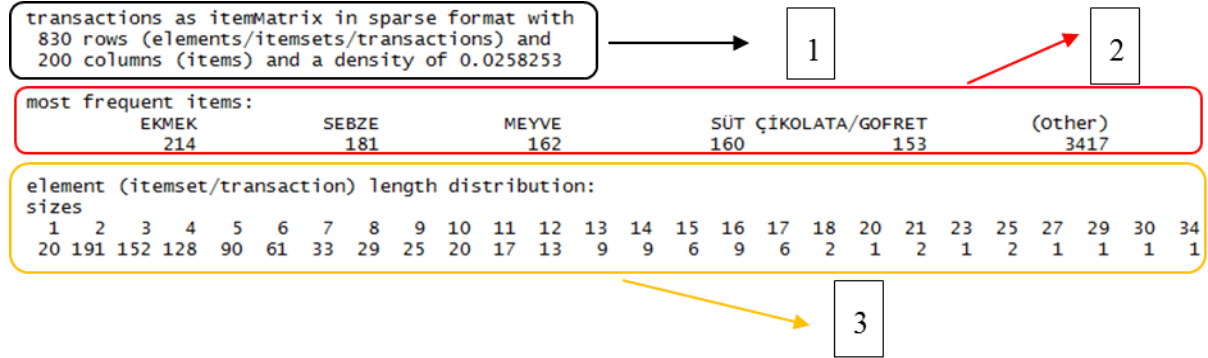 transactions as itemMatrix in sparse format with
830 rows (elements/itemsets/transactions) and
200 columns (items) and a density of 0.0258253
1
2
most frequent items:
EKMEK SEBZE MEYVE SÜT ÇİKOLATA/GOFRET (Other)
214 181 162 160 153 3417
element (itemset/transaction) length distribution:
sizes
1 2 3 4 5 6 7 8 9 10 11 12 13 14 15 16 17 18 20 21 23 25 27 29 30 34
20 191 152 128 90 61 33 29 25 20 17 13 9 9 6 9 6 2 1 2 1 2 1 1 1 1
3